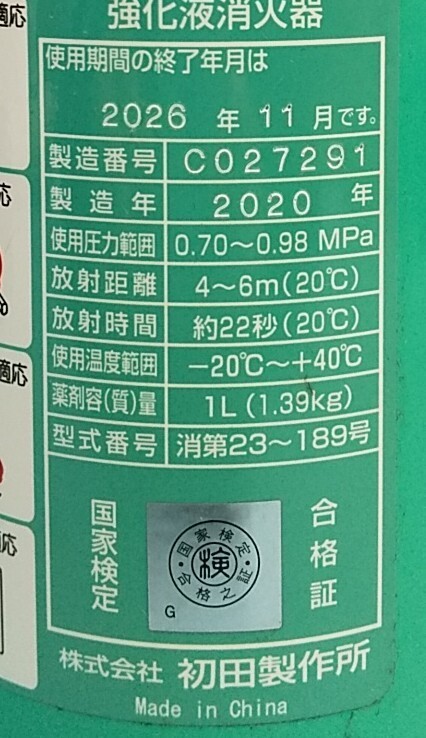 適応
強化液消火器
使用期間の終了年月は
2026 年 11 月です。
製造番号 C027291
製造年 2020 年
使用圧力範囲 0.70〜0.98 MPa
放射距離 4〜6m(20℃)
放射時間 約22秒(20℃)
使用温度範囲 −20℃〜+40℃
薬剤容(質)量 1L (1.39kg)
型式番号 消第23〜189号
国家検定
国家検定
検
合格之証
G
合格証
株式会社 初田製作所
Made in China
応
適応
応